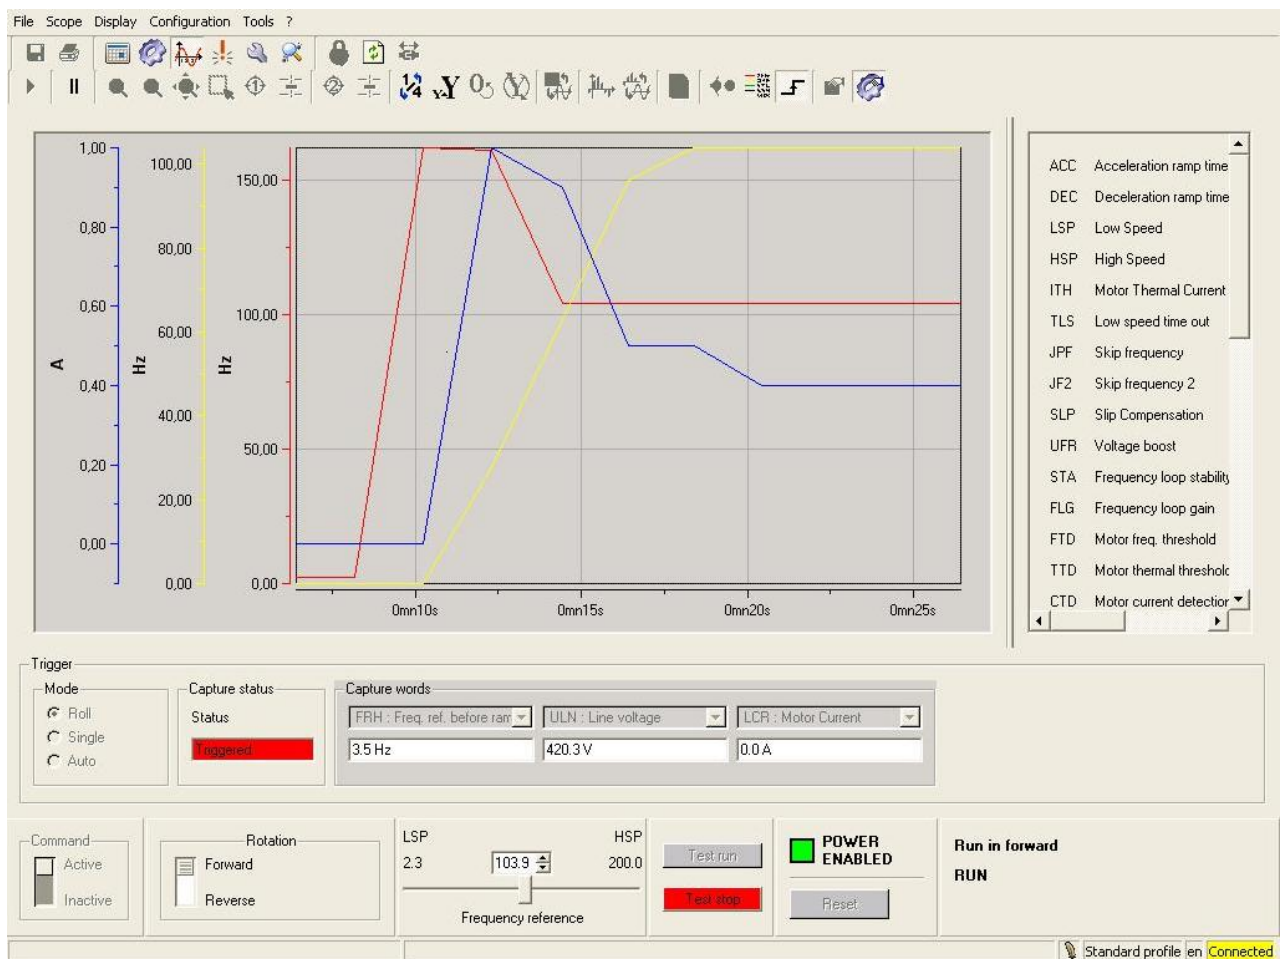 File Scope Display Configuration Tools ?
1,00
0,80
0,60
0,40
0,20
0,00
A
100,00
80,00
60,00
40,00
20,00
0,00
Hz
150,00
100,00
50,00
0,00
Hz
0mn10s 0mn15s 0mn20s 0mn25s
ACC Acceleration ramp time
DEC Deceleration ramp time
LSP Low Speed
HSP High Speed
ITH Motor Thermal Current
TLS Low speed time out
JPF Skip frequency
JF2 Skip frequency 2
SLP Slip Compensation
UFR Voltage boost
STA Frequency loop stability
FLG Frequency loop gain
FTD Motor freq. threshold
TTD Motor thermal threshold
CTD Motor current detection
Trigger
Mode
Roll
Single
Auto
Capture status
Status
Triggered
Capture words
FRH : Freq. ref. before ram
ULN : Line voltage
LCR : Motor Current
3.5 Hz
420.3 V
0.0 A
Command
Active
Inactive
Rotation
Forward
Reverse
LSP HSP
2.3 103.9 200.0
Frequency reference
Test run
Test stop
POWER
ENABLED
Reset
Run in forward
RUN
Standard profile en Connected